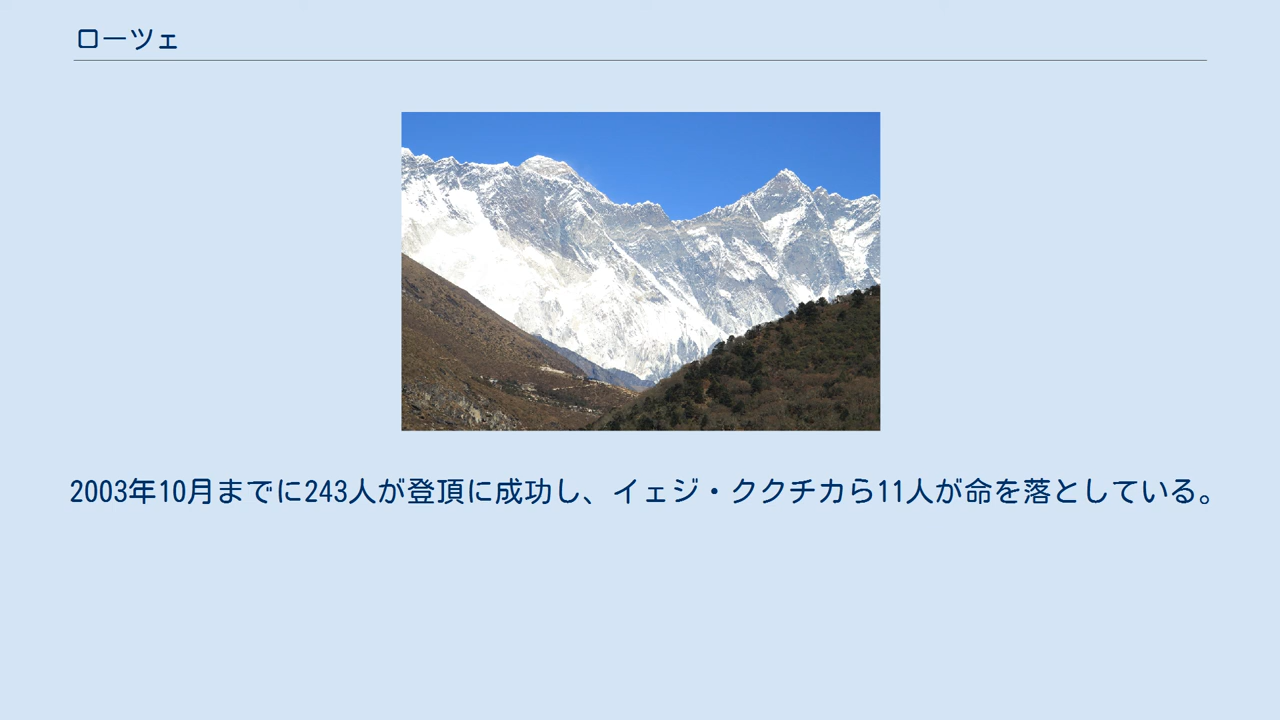 ローツェ
2003年10月までに243人が登頂に成功し、イェジ・ククチカら11人が命を落としている。